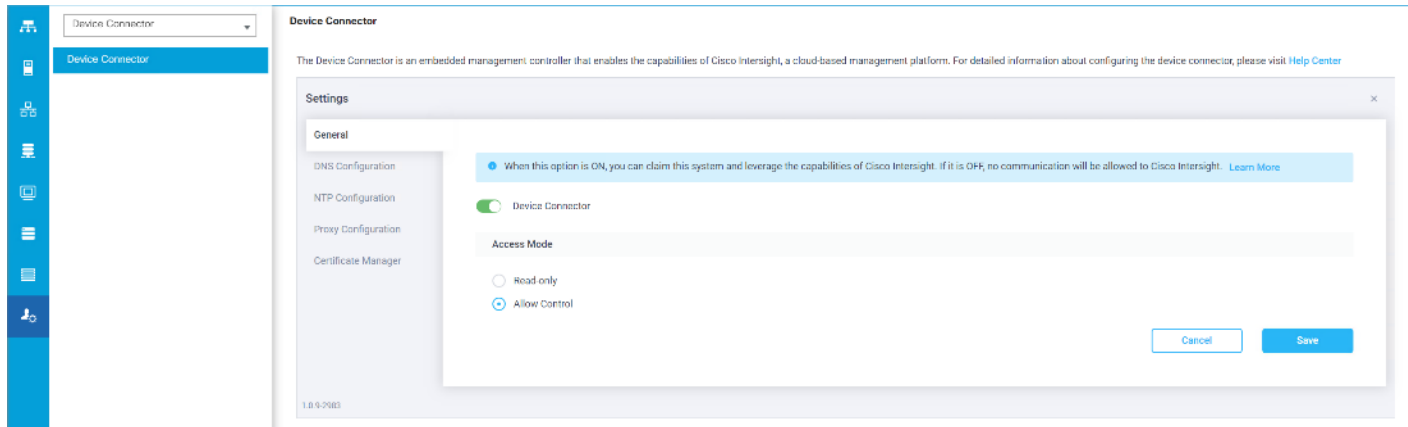 Device Connector
Device Connector
Device Connector
The Device Connector is an embedded management controller that enables the capabilities of Cisco Intersight, a cloud-based management platform. For detailed information about configuring the device connector, please visit Help Center
Settings
General
DNS Configuration
NTP Configuration
Proxy Configuration
Certificate Manager
When this option is ON, you can claim this system and leverage the capabilities of Cisco Intersight. If it is OFF, no communication will be allowed to Cisco Intersight. Learn More
Device Connector
Access Mode
Read-only
Allow Control
Cancel
Save
1.0.9-2983